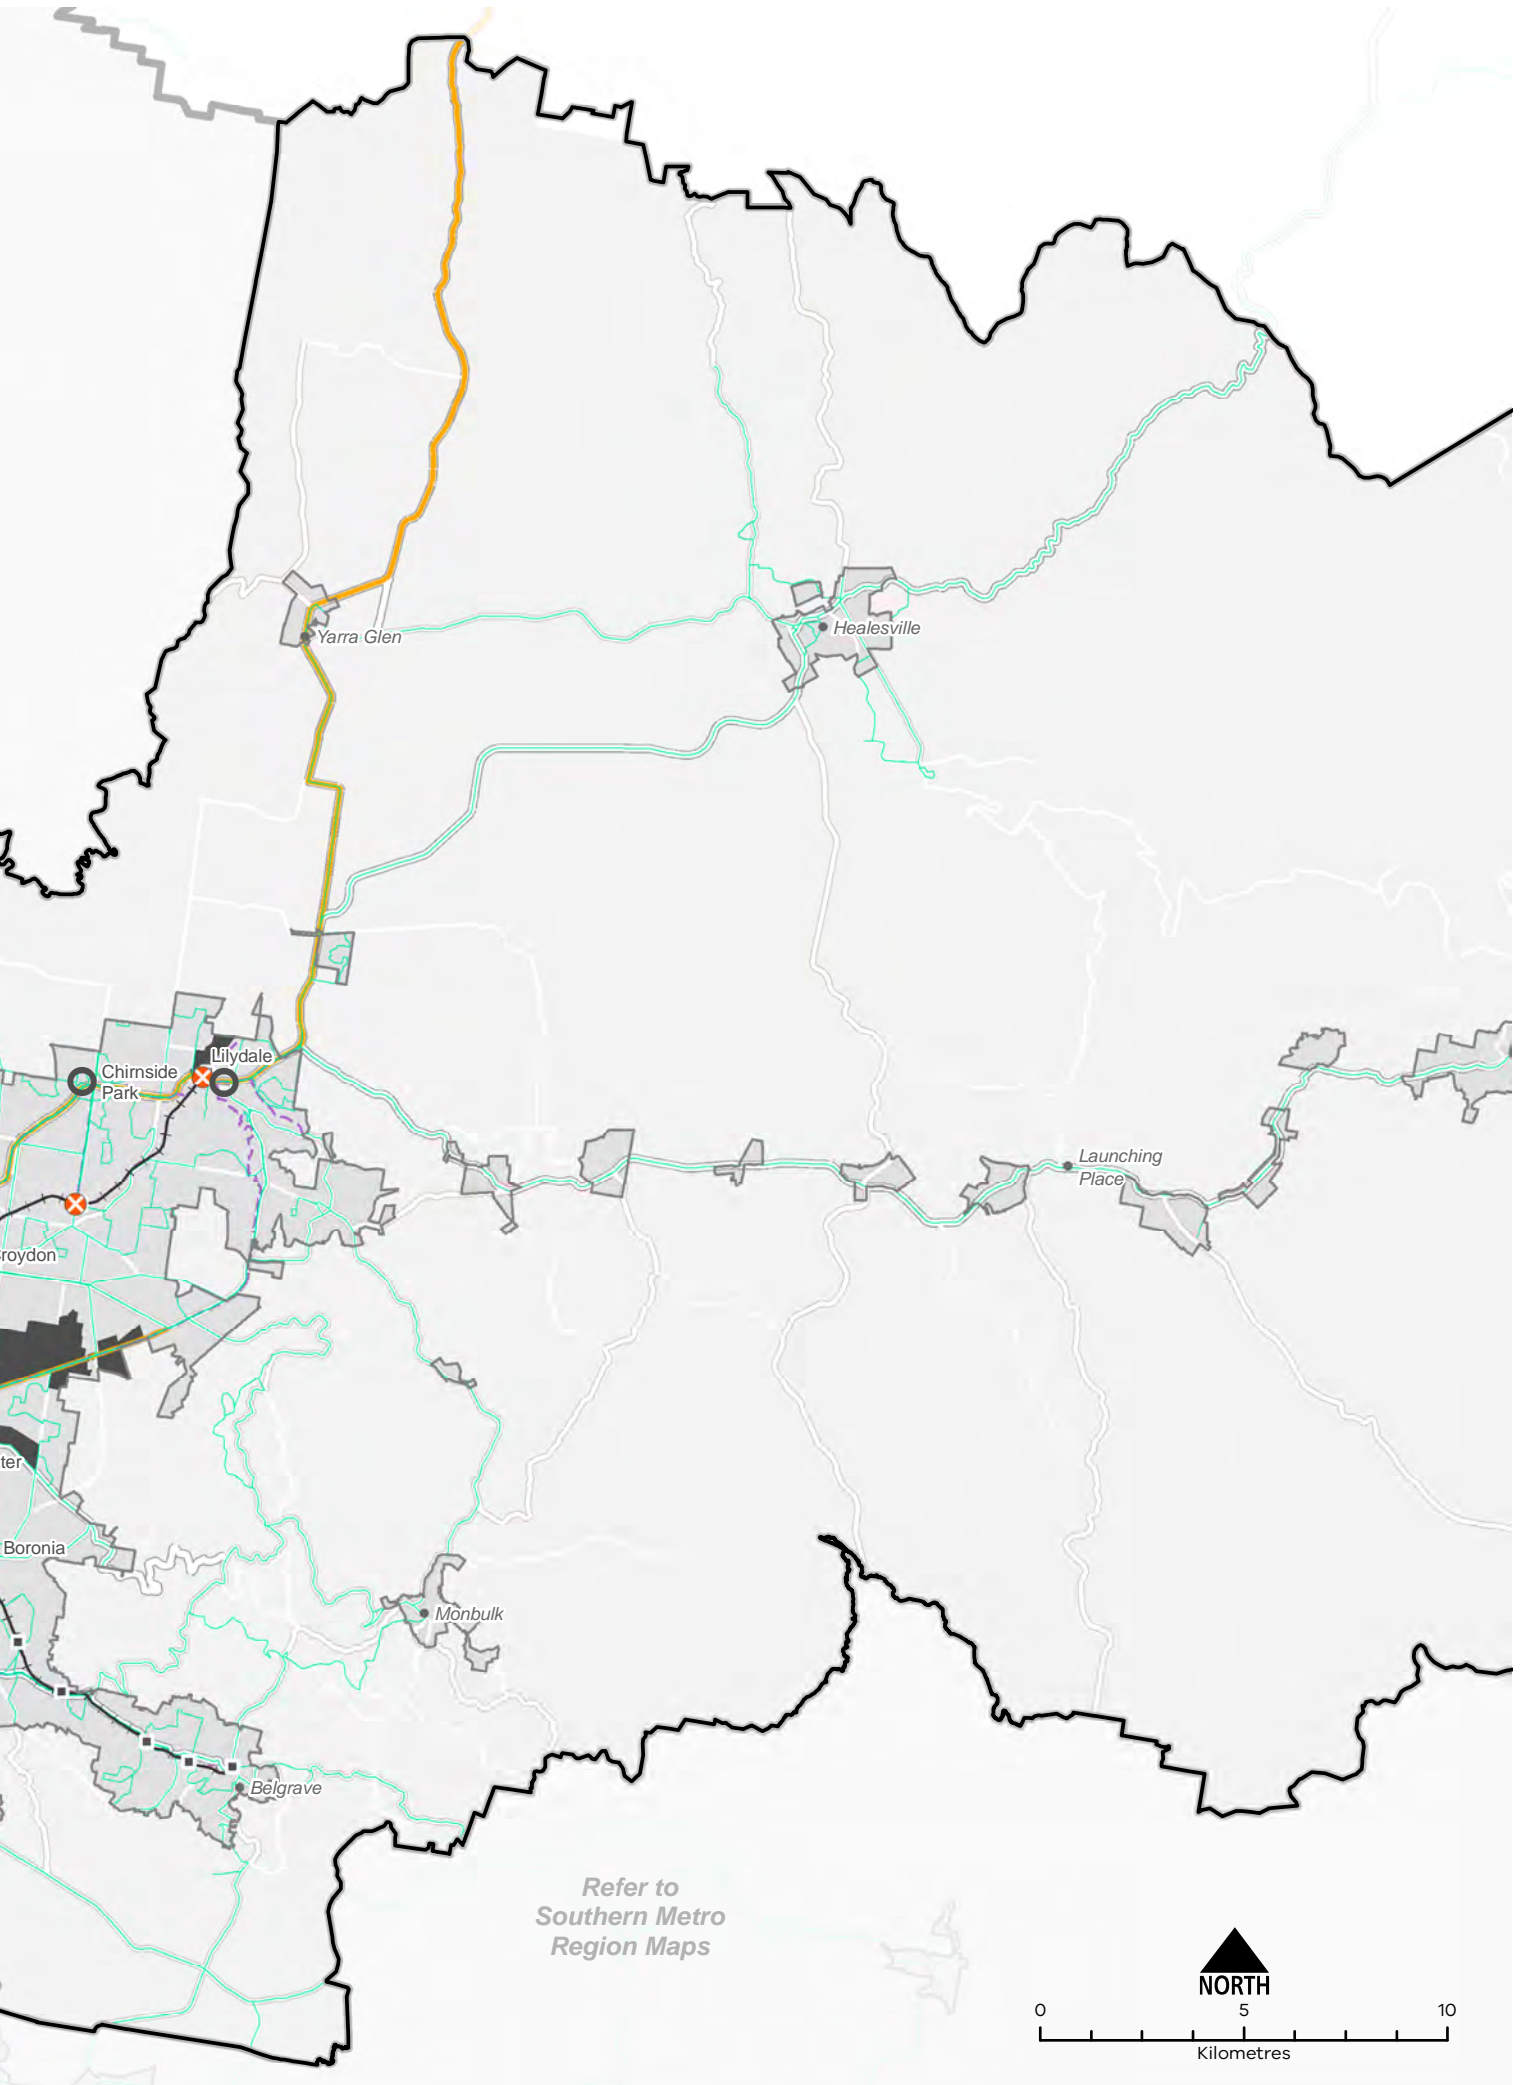 Yarra Glen
Healesville
Lilydale
Chirnside
Park
Launching
Place
roydon
ter
Boronia
Monbulk
Belgrave
Refer to
Southern Metro
Region Maps
NORTH
0 5 10
Kilometres